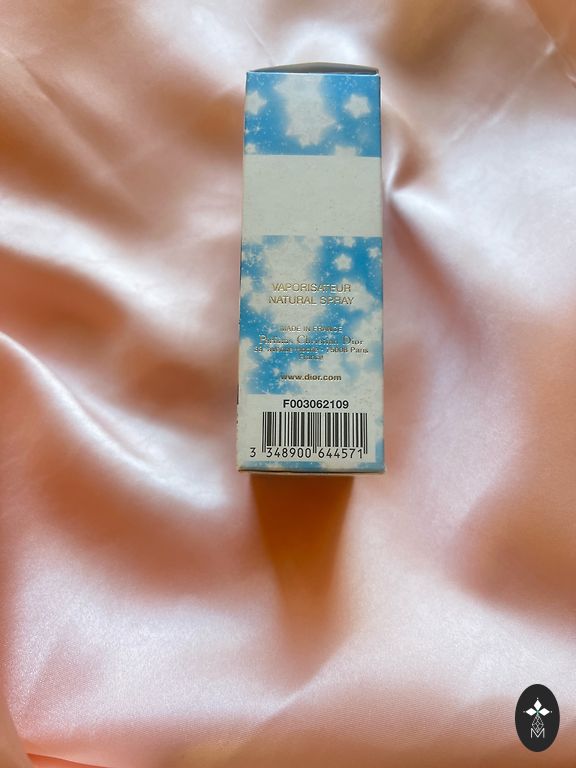 VAPORISATEUR
NATURAL SPRAY
MADE IN FRANCE
Parfums Christian Dior
75008 Paris
www.dior.com
F003062109
3 348900 644571
M